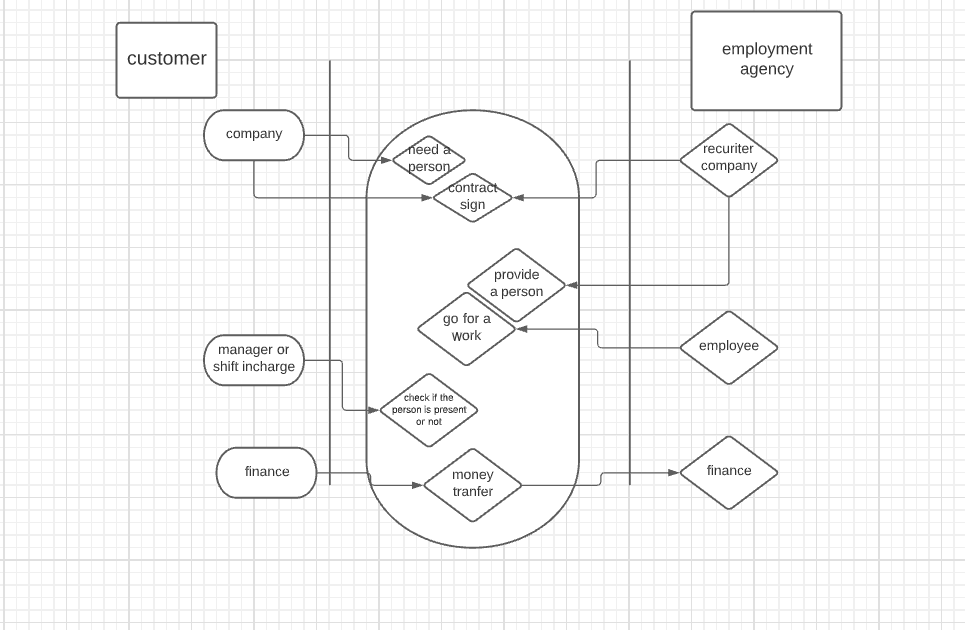 customer
employment
agency
company
need a
person
recuriter
company
contract
sign
provide
a person
go for a
work
manager or
shift incharge
employee
check if the
person is present
or not
finance
money
tranfer
finance